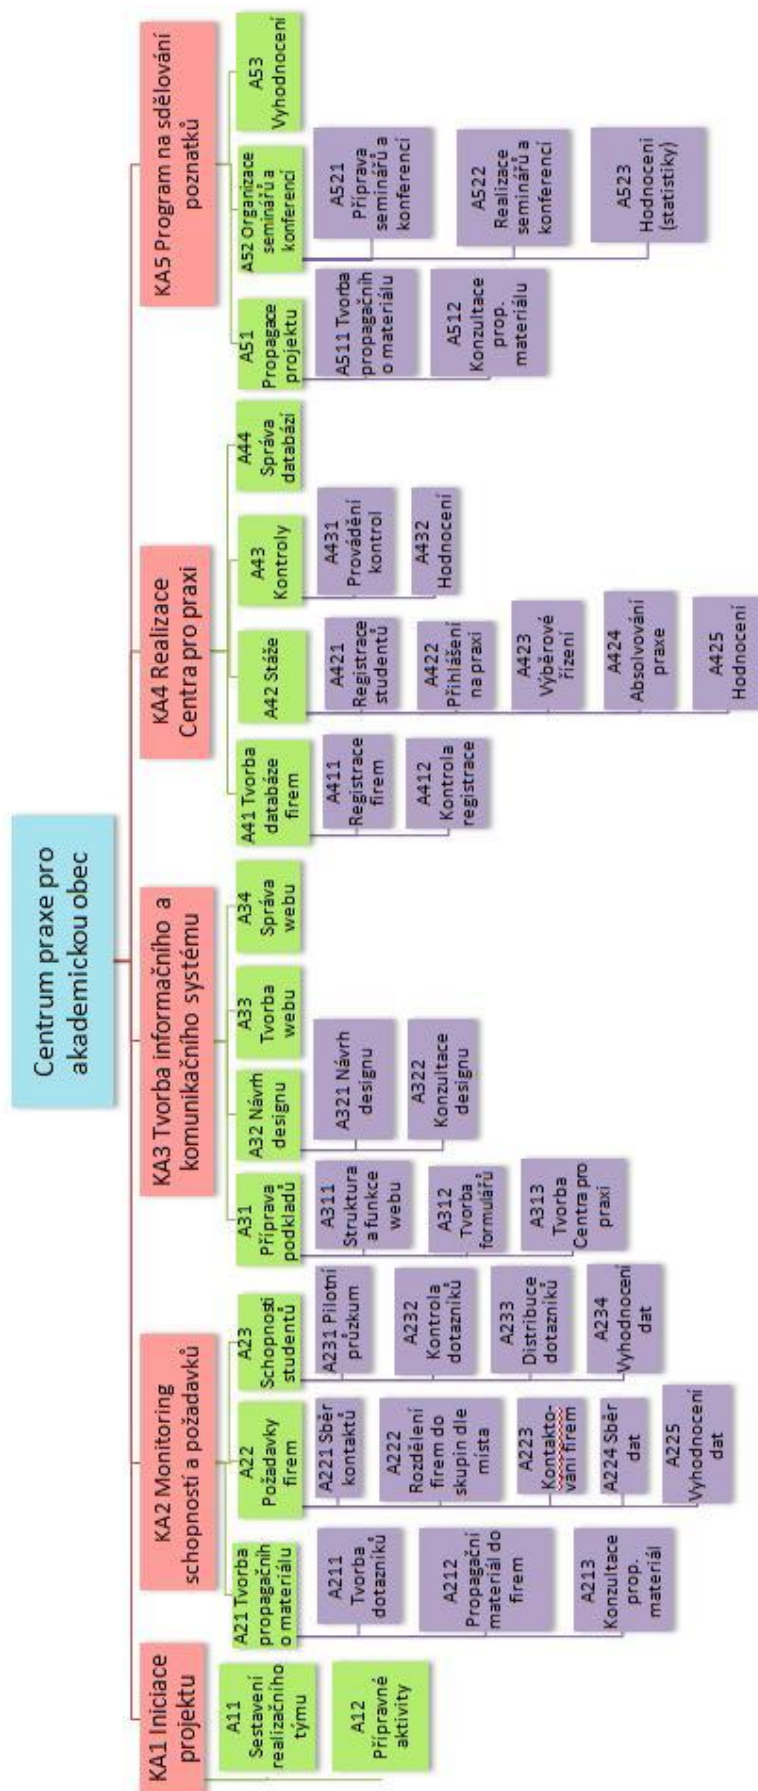 Centrum praxe pro
akademickou obec
KA1 Iniciace
projektu
A11
Sestavení
realizačního
týmu
A12
Přípravné
aktivity
KA2 Monitoring
schopností a požadavků
A21 Tvorba
propagačníh
o materiálu
A211
Tvorba
dotazníků
A212
Propagační
materiál do
firem
A213
Konzultace
prop.
materiál
A22
Požadavky
firem
A221 Sběr
kontaktů
A222
Rozdělení
firem do
skupin dle
místa
A223
Kontakto-
vání firem
A224 Sběr
dat
A225
Vyhodnocení
dat
A23
Schopnosti
studentů
A231 Pilotní
průzkum
A232
Kontrola
dotazníků
A233
Distribuce
dotazníků
A234
Vyhodnocení
dat
KA3 Tvorba informačního a
komunikačního systému
A31
Příprava
podkladů
A311
Struktura
a funkce
webu
A312
Tvorba
formulářů
A313
Tvorba
Centra pro
praxi
A32 Návrh
designu
A321 Návrh
designu
A322
Konzultace
designu
A33
Tvorba
webu
A34
Správa
webu
KA4 Realizace
Centra pro praxi
A41 Tvorba
databáze
firem
A411
Registrace
firem
A412
Kontrola
registrace
A42 Stáže
A421
Registrace
studentů
A422
Přihlášení
na praxi
A423
Výběrové
řízení
A424
Absolvování
praxe
A425
Hodnocení
A43
Kontroly
A431
Provádění
kontrol
A432
Hodnocení
A44
Správa
databází
KA5 Program na sdělování
poznatků
A51
Propagace
projektu
A511 Tvorba
propagačníh
o materiálu
A512
Konzultace
prop.
materiálu
A52 Organizace
seminářů a
konferencí
A521
Příprava
seminářů a
konferencí
A522
Realizace
seminářů a
konferencí
A523
Hodnocení
(statistiky)
A53
Vyhodnocení